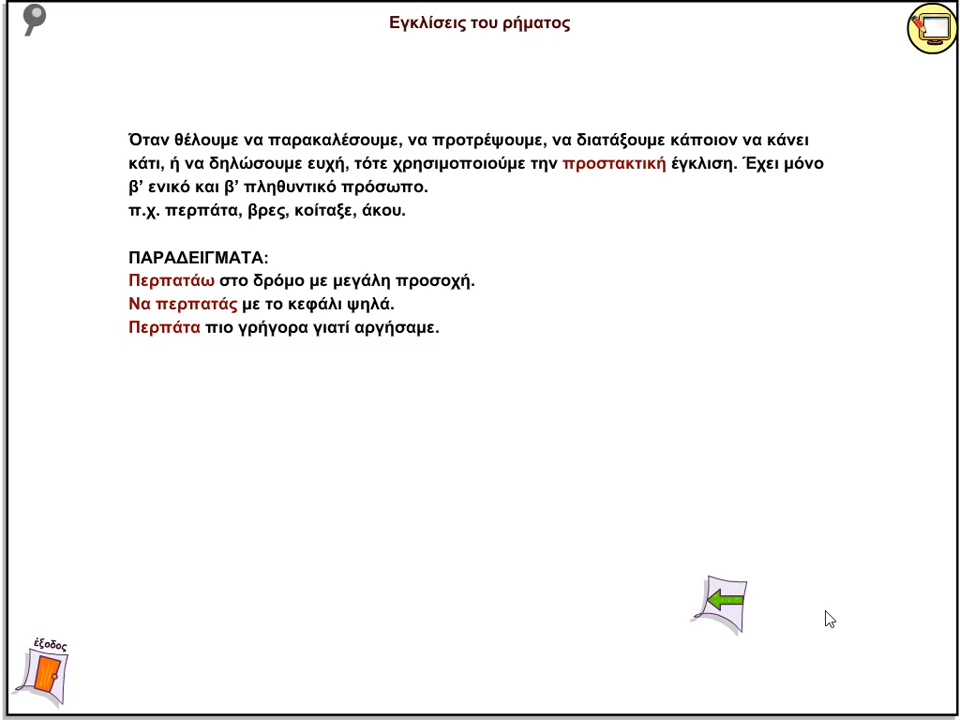 Εγκλίσεις του ρήματος
Όταν θέλουμε να παρακαλέσουμε, να προτρέψουμε, να διατάξουμε κάποιον να κάνει
κάτι, ή να δηλώσουμε ευχή, τότε χρησιμοποιούμε την προστακτική έγκλιση. Έχει μόνο
β’ ενικό και β’ πληθυντικό πρόσωπο.
π.χ. περπάτα, βρες, κοίταξε, άκου.
ΠΑΡΑΔΕΙΓΜΑΤΑ:
Περπατάω στο δρόμο με μεγάλη προσοχή.
Να περπατάς με το κεφάλι ψηλά.
Περπάτα πιο γρήγορα γιατί αργήσαμε.
έξοδος